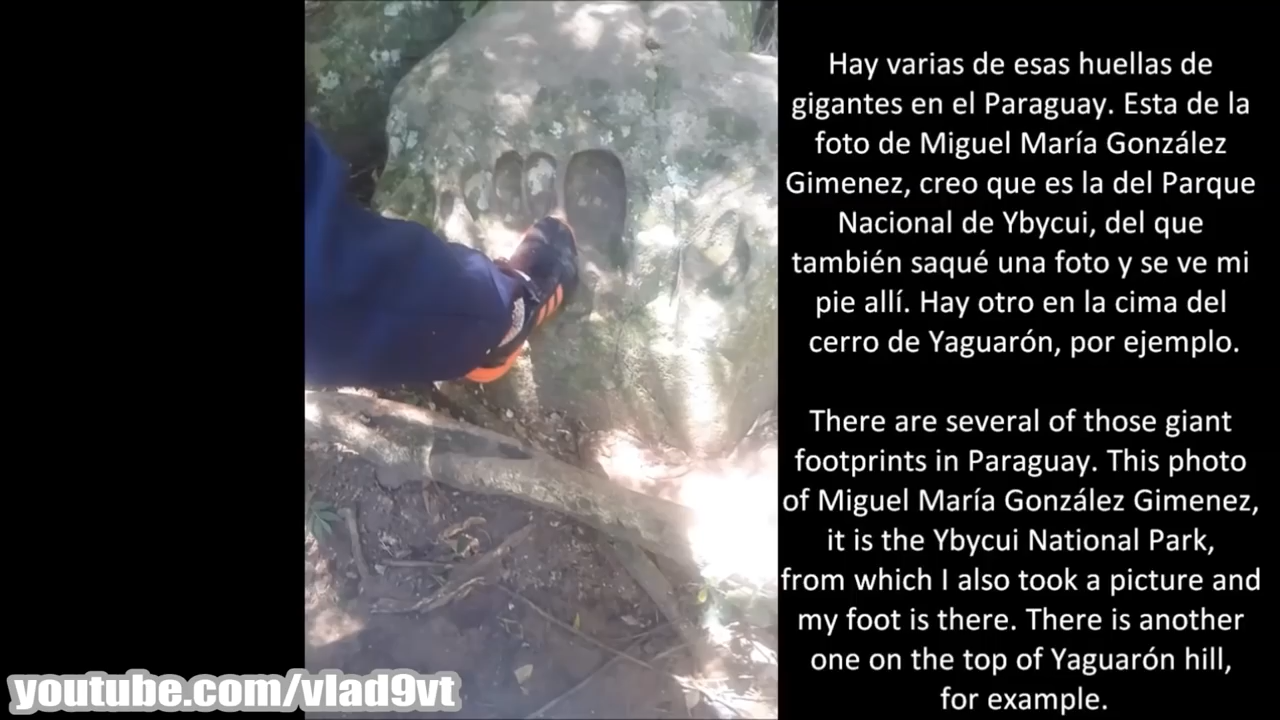 Hay varias de esas huellas de
gigantes en el Paraguay. Esta de la
foto de Miguel María González
Gimenez, creo que es la del Parque
Nacional de Ybycui, del que
también saqué una foto y se ve mi
pie allí. Hay otro en la cima del
cerro de Yaguarón, por ejemplo.
There are several of those giant
footprints in Paraguay. This photo
of Miguel María González Gimenez,
it is the Ybycui National Park,
from which I also took a picture and
my foot is there. There is another
one on the top of Yaguarón hill,
for example.
youtube.com/vlad9vt